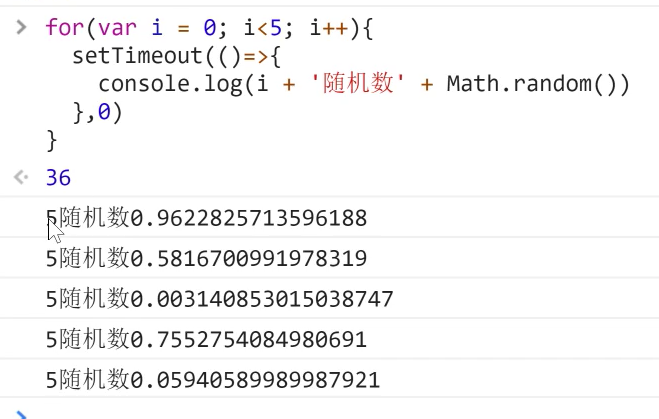 for(var i = 0; i<5; i++){
setTimeout(()=>{
console.log(i + '随机数' + Math.random())
},0)
}
36
5随机数0.9622825713596188
5随机数0.5816700991978319
5随机数0.003140853015038747
5随机数0.7552754084980691
5随机数0.05940589989987921